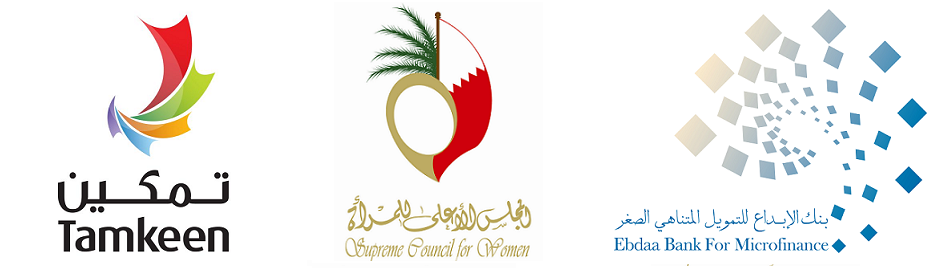 تمكين
Tamkeen
المجلس الأعلى للمرأة
Supreme Council for Women
بنك الإبداع للتمويل المتناهي الصغر
Ebdaa Bank For Microfinance